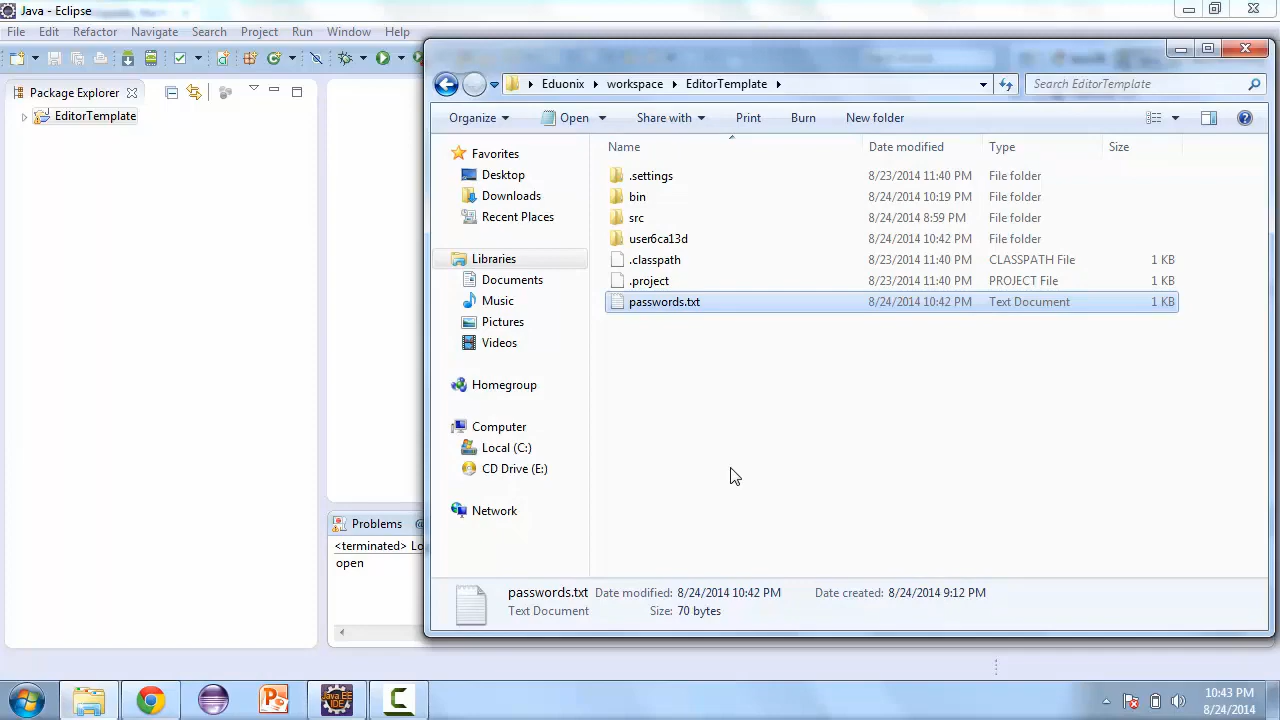 Java - Eclipse
File Edit Refactor Navigate Search Project Run Window Help
Package Explorer
EditorTemplate
Problems @
<terminated> Lo
open
Eduonix workspace EditorTemplate
Search EditorTemplate
Organize Open Share with Print Burn New folder
Favorites
Desktop
Downloads
Recent Places
Libraries
Documents
Music
Pictures
Videos
Homegroup
Computer
Local (C:)
CD Drive (E:)
Network
Name Date modified Type Size
.settings 8/23/2014 11:40 PM File folder
bin 8/24/2014 10:19 PM File folder
src 8/24/2014 8:59 PM File folder
user6ca13d 8/24/2014 10:42 PM File folder
.classpath 8/23/2014 11:40 PM CLASSPATH File 1 KB
.project 8/23/2014 11:40 PM PROJECT File 1 KB
passwords.txt 8/24/2014 10:42 PM Text Document 1 KB
passwords.txt Date modified: 8/24/2014 10:42 PM Date created: 8/24/2014 9:12 PM
Text Document Size: 70 bytes
Java EE
IDE
10:43 PM
8/24/2014